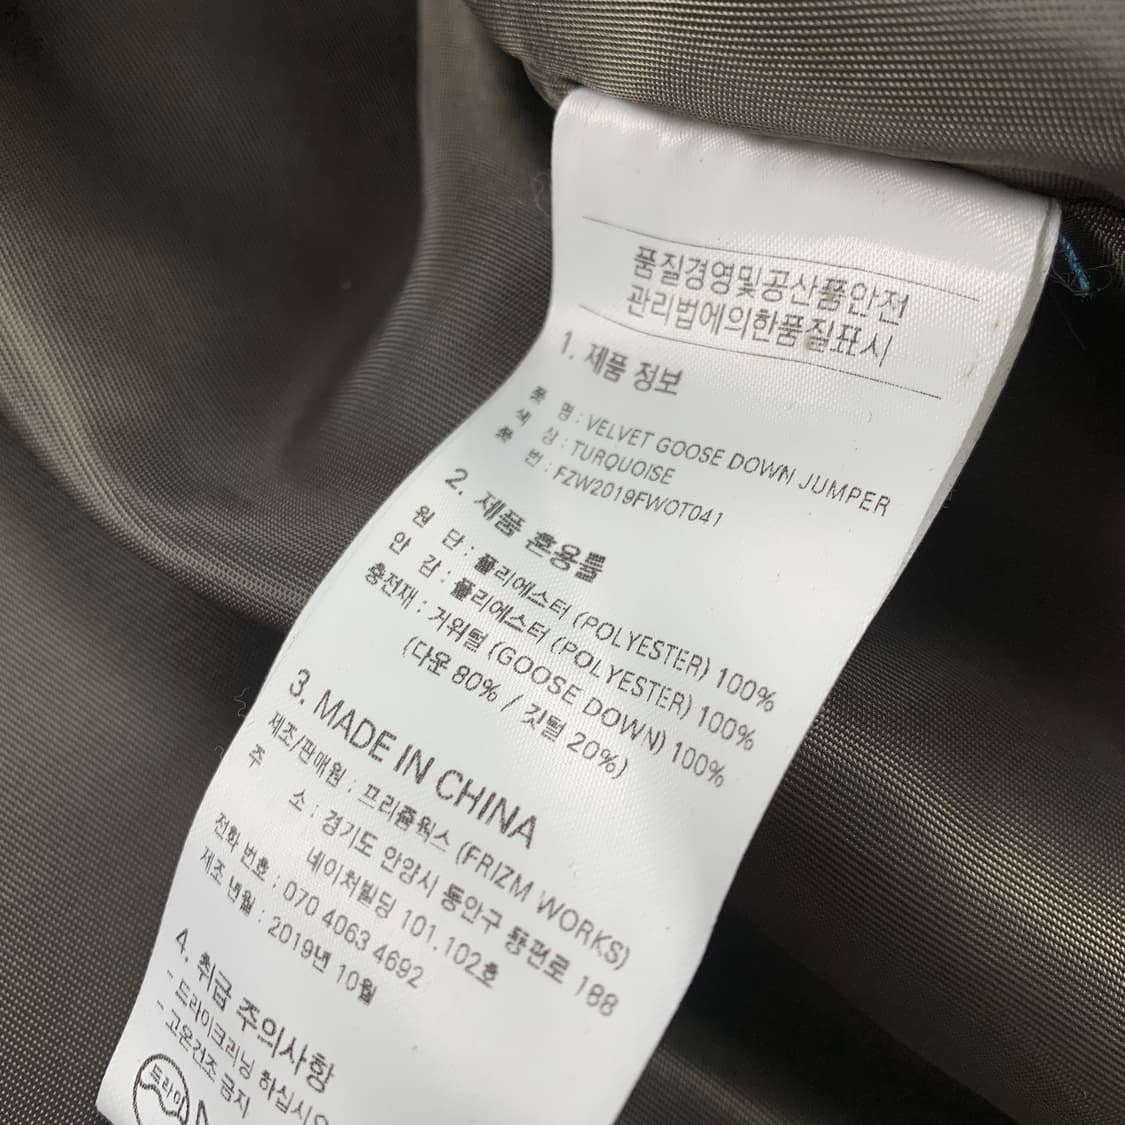 품질경영및공산품안전
관리법에의한품질표시
1. 제품 정보
품 명 : VELVET GOOSE DOWN JUMPER
색 상 : TURQUOISE
품 번 : FZW2019FWOT041
2. 제품 혼용률
원 단 : 폴리에스터 (POLYESTER) 100%
안 감 : 폴리에스터 (POLYESTER) 100%
충전재 : 거위털 (GOOSE DOWN) 100%
(다운 80% / 깃털 20%)
3. MADE IN CHINA
제조/판매원 : 프리즘웍스 (FRIZM WORKS)
주 소 : 경기도 안양시 동안구 동편로 188
네이처빌딩 101.102호
전화 번호 : 070 4063 4692
제조 년월 : 2019년 10월
4. 취급 주의사항
- 드라이크리닝 하십시오
- 고온건조 금지
드라이